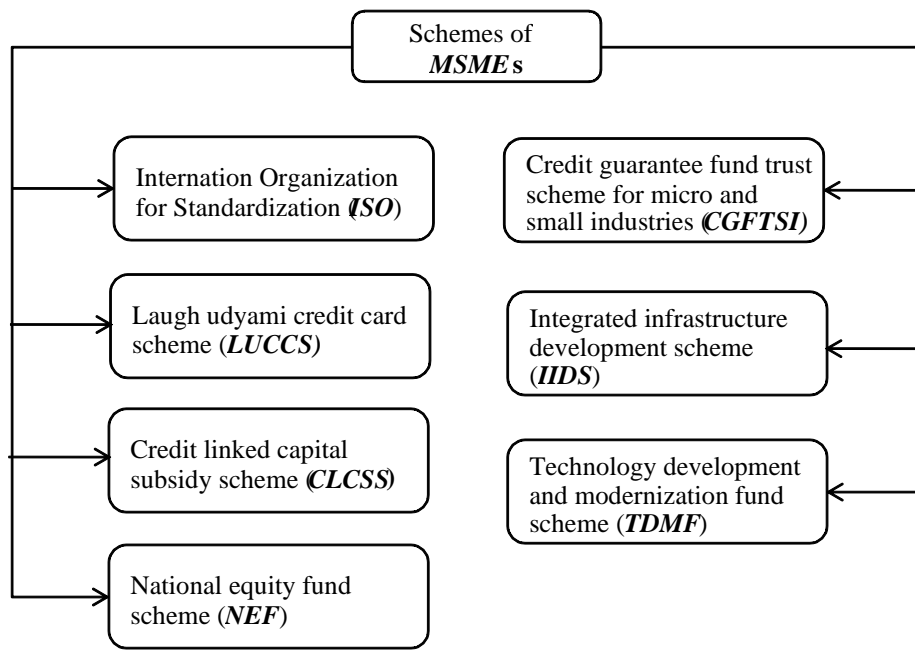 Schemes of
MSMEs
Internation Organization
for Standardization (ISO)
Laugh udyami credit card
scheme (LUCCS)
Credit linked capital
subsidy scheme (CLCSS)
National equity fund
scheme (NEF)
Credit guarantee fund trust
scheme for micro and
small industries (CGFTSI)
Integrated infrastructure
development scheme
(IIDS)
Technology development
and modernization fund
scheme (TDMF)